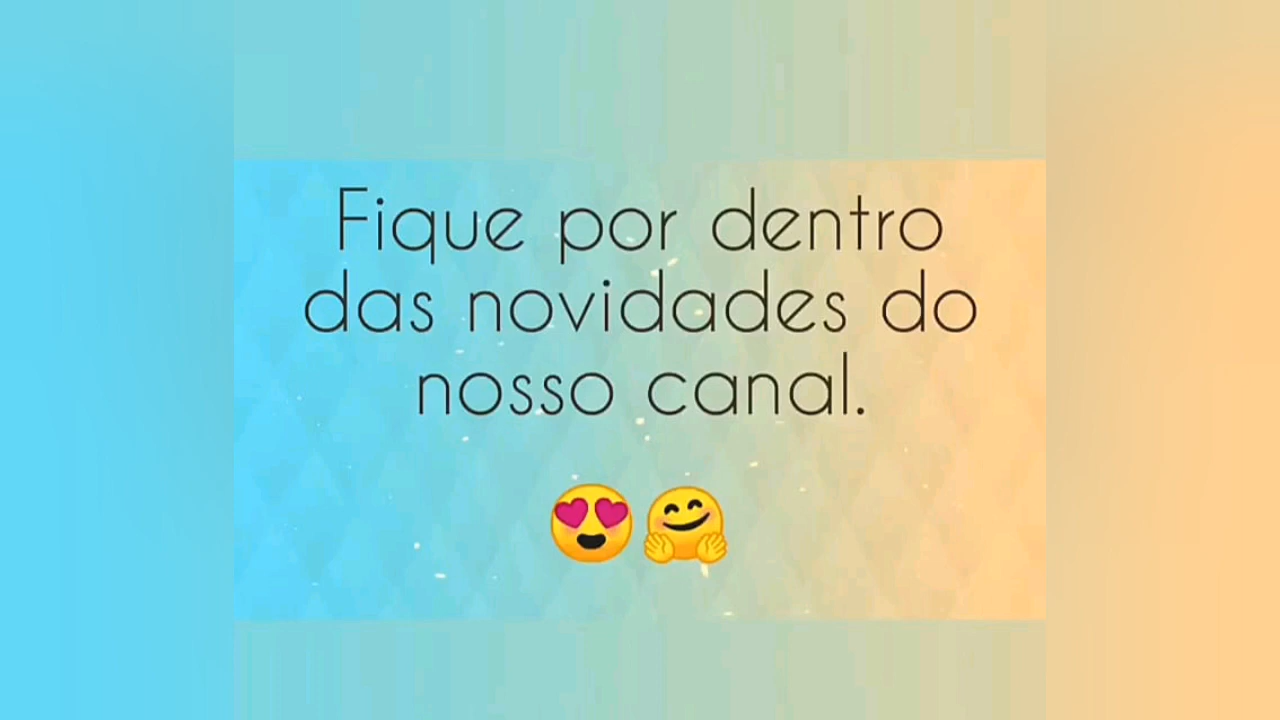 Fique por dentro
das novidades do
nosso canal.
😍🤗